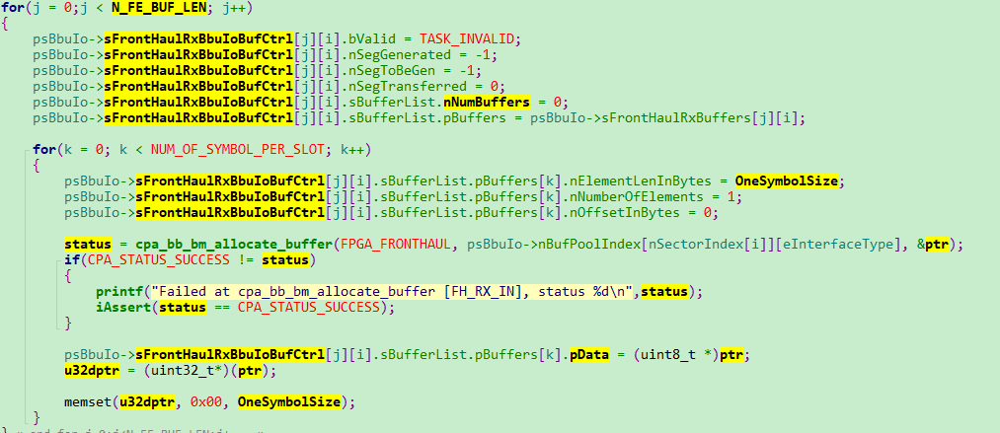 for(j = 0;j < N_FE_BUF_LEN; j++)
{
psBbuIo->sFrontHaulRxBbuIoBufCtrl[j][i].bValid = TASK_INVALID;
psBbuIo->sFrontHaulRxBbuIoBufCtrl[j][i].nSegGenerated = -1;
psBbuIo->sFrontHaulRxBbuIoBufCtrl[j][i].nSegToBeGen = -1;
psBbuIo->sFrontHaulRxBbuIoBufCtrl[j][i].nSegTransferred = 0;
psBbuIo->sFrontHaulRxBbuIoBufCtrl[j][i].sBufferList.nNumBuffers = 0;
psBbuIo->sFrontHaulRxBbuIoBufCtrl[j][i].sBufferList.pBuffers = psBbuIo->sFrontHaulRxBuffers[j][i];
for(k = 0; k < NUM_OF_SYMBOL_PER_SLOT; k++)
{
psBbuIo->sFrontHaulRxBbuIoBufCtrl[j][i].sBufferList.pBuffers[k].nElementLenInBytes = OneSymbolSize;
psBbuIo->sFrontHaulRxBbuIoBufCtrl[j][i].sBufferList.pBuffers[k].nNumberOfElements = 1;
psBbuIo->sFrontHaulRxBbuIoBufCtrl[j][i].sBufferList.pBuffers[k].nOffsetInBytes = 0;
status = cpa_bb_bm_allocate_buffer(FPGA_FRONTHAUL, psBbuIo->nBufPoolIndex[nSectorIndex[i]][eInterfaceType], &ptr);
if(CPA_STATUS_SUCCESS != status)
{
printf("Failed at cpa_bb_bm_allocate_buffer [FH_RX_IN], status %d\n",status);
iAssert(status == CPA_STATUS_SUCCESS);
}
psBbuIo->sFrontHaulRxBbuIoBufCtrl[j][i].sBufferList.pBuffers[k].pData = (uint8_t *)ptr;
u32dptr = (uint32_t*)(ptr);
memset(u32dptr, 0x00, OneSymbolSize);
}